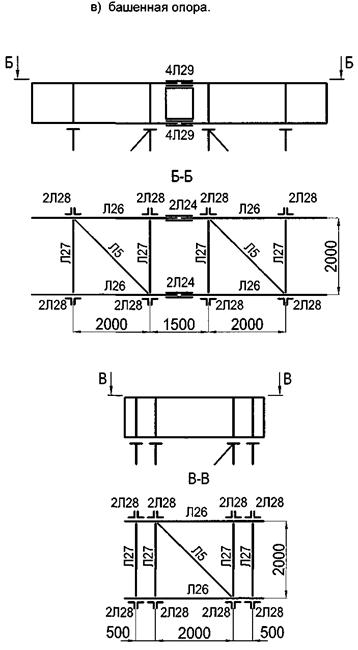 в) башенная опора.
Б Б
4Л29
4Л29
Б-Б
2Л28 2Л28 2Л28 2Л28
Л26 2Л24 Л26
Л27 Л5 Л27 Л27 Л5 Л27 2000
Л26 2Л24 Л26
2Л28 2Л28 2Л28 2Л28
2000 1500 2000
В В
В-В
2Л28 2Л28 2Л28 2Л28
Л26
Л27 Л27 Л5 Л27 Л27 2000
Л26
2Л28 2Л28 2Л28 2Л28
500 2000 500